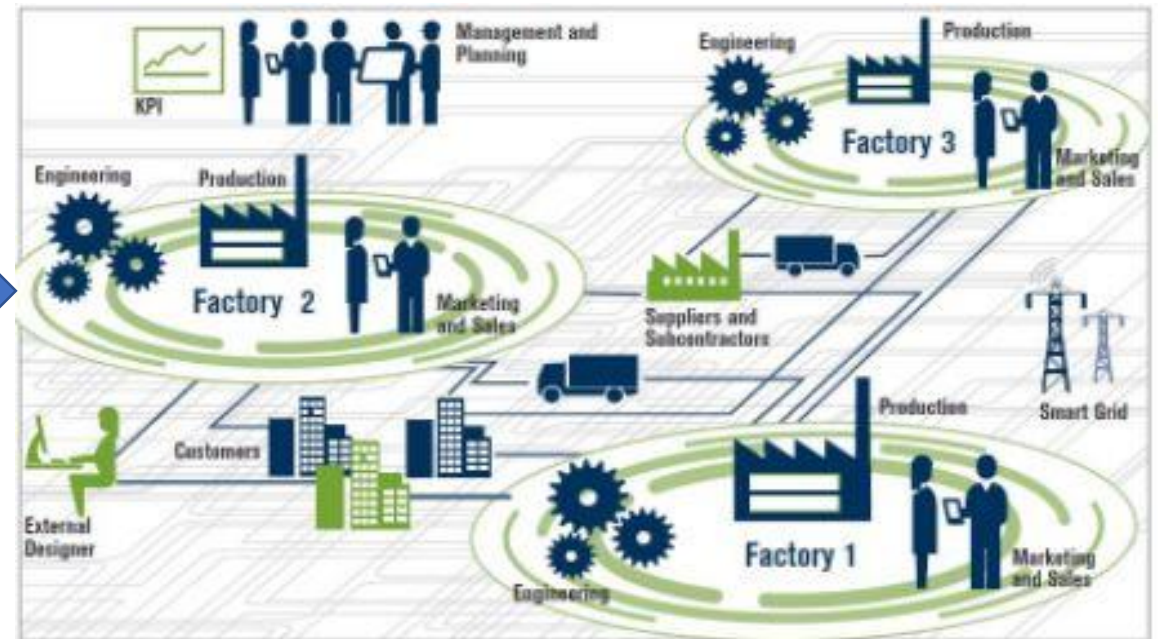 Management and
Planning
KPI
Engineering
Production
Factory 3
Marketing
and Sales
Engineering
Production
Factory 2
Marketing
and Sales
Suppliers and
Subcontractors
Smart Grid
Customers
External
Designer
Production
Factory 1
Engineering
Marketing
and Sales